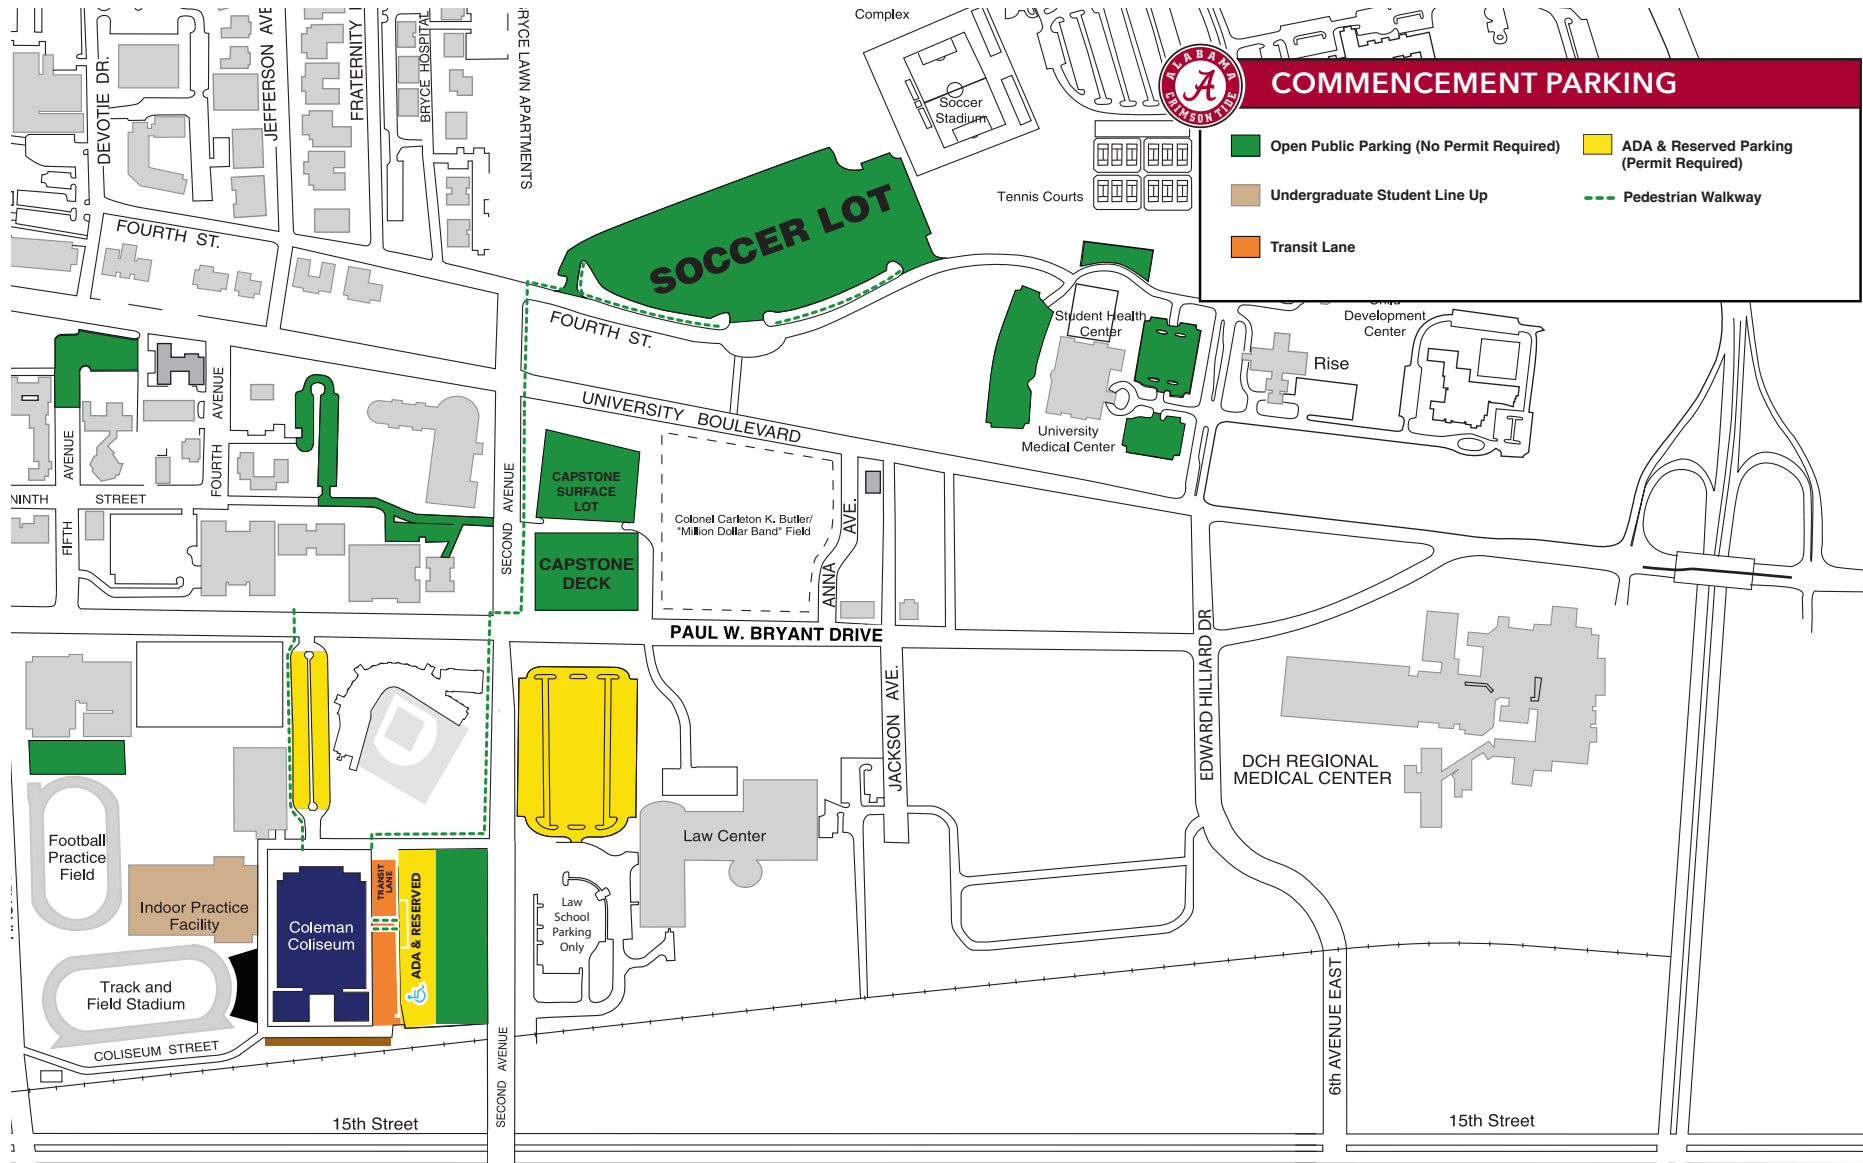 COMMENCEMENT PARKING
ALABAMA
A
CRIMSON TIDE
Open Public Parking (No Permit Required)
ADA & Reserved Parking
(Permit Required)
Undergraduate Student Line Up
Pedestrian Walkway
Transit Lane
Complex
Soccer
Stadium
Tennis Courts
DEVOTIE DR.
JEFFERSON AVE
FRATERNITY
BRYCE HOSPITAL
RYCE LAWN APARTMENTS
FOURTH ST.
SOCCER LOT
FOURTH ST.
Student Health
Center
Development
Center
Rise
UNIVERSITY BOULEVARD
University
Medical Center
FOURTH AVENUE
FIFTH AVENUE
NINTH STREET
SECOND AVENUE
CAPSTONE
SURFACE
LOT
CAPSTONE
DECK
Colonel Carleton K. Butler/
"Million Dollar Band" Field
ANNA AVE.
PAUL W. BRYANT DRIVE
JACKSON AVE.
EDWARD HILLIARD DR
DCH REGIONAL
MEDICAL CENTER
Football
Practice
Field
Law Center
Indoor Practice
Facility
Coleman
Coliseum
TRANSIT
LANE
ADA & RESERVED
Law
School
Parking
Only
Track and
Field Stadium
COLISEUM STREET
SECOND AVENUE
6th AVENUE EAST
15th Street
15th Street